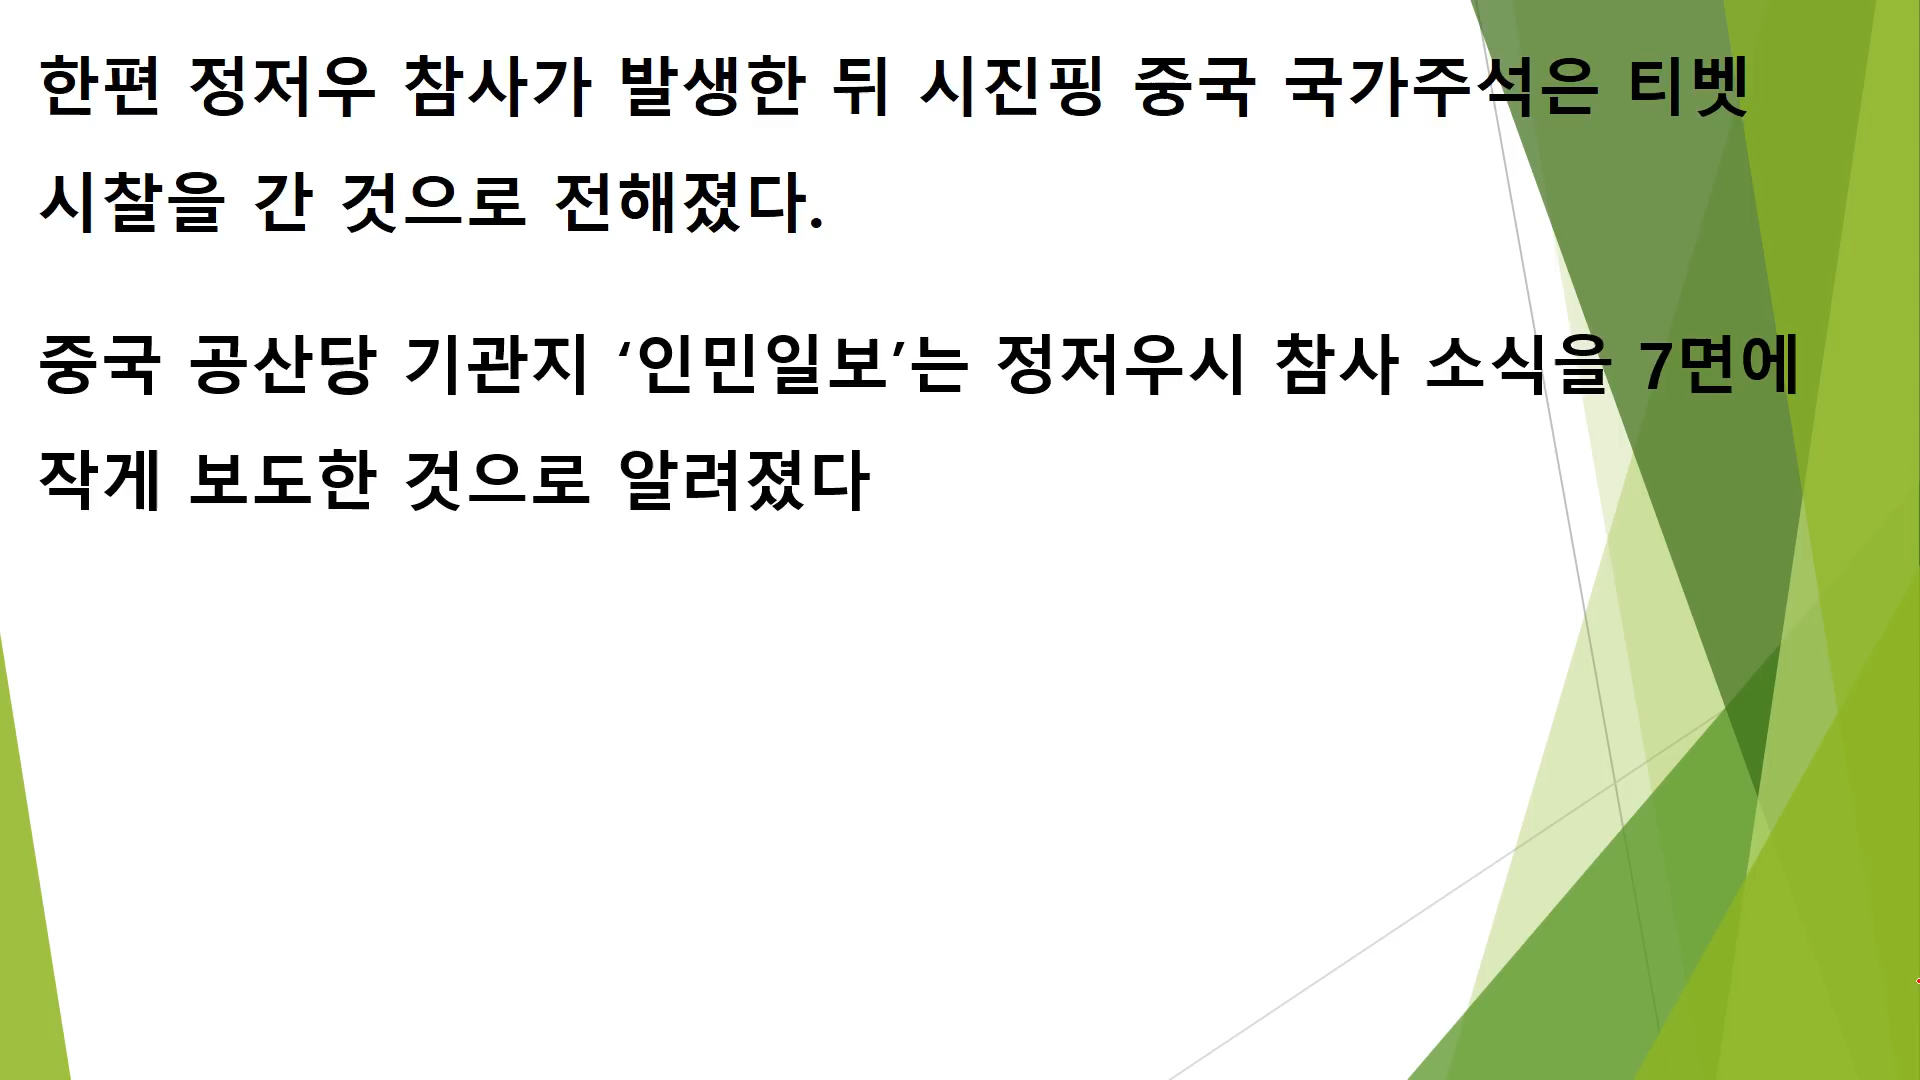 한편 정저우 참사가 발생한 뒤 시진핑 중국 국가주석은 티벳
시찰을 간 것으로 전해졌다.
중국 공산당 기관지 ‘인민일보’는 정저우시 참사 소식을 7면에
작게 보도한 것으로 알려졌다